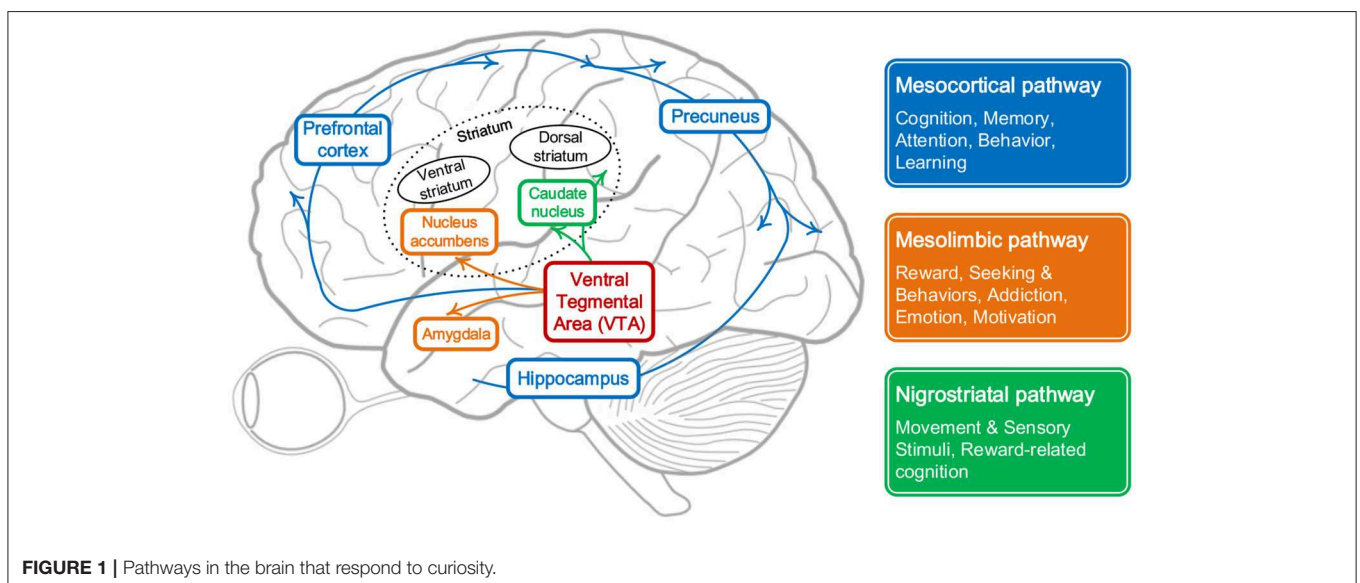 Prefrontal
cortex
Striatum
Dorsal
striatum
Ventral
striatum
Precuneus
Nucleus
accumbens
Caudate
nucleus
Ventral
Tegmental
Area (VTA)
Amygdala
Hippocampus
Mesocortical pathway
Cognition, Memory,
Attention, Behavior,
Learning
Mesolimbic pathway
Reward, Seeking &
Behaviors, Addiction,
Emotion, Motivation
Nigrostriatal pathway
Movement & Sensory
Stimuli, Reward-related
cognition
FIGURE 1 | Pathways in the brain that respond to curiosity.